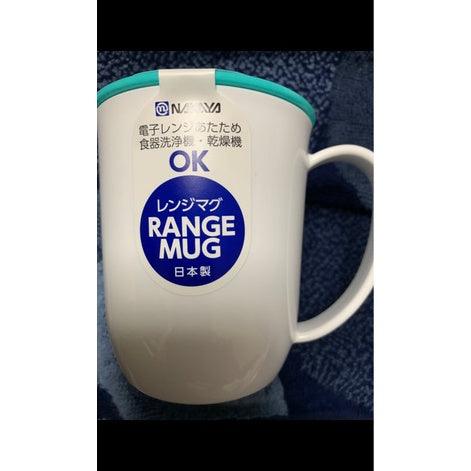 NAKAYA
電子レンジあたため
食器洗浄機・乾燥機
OK
レンジマグ
RANGE
MUG
日本製